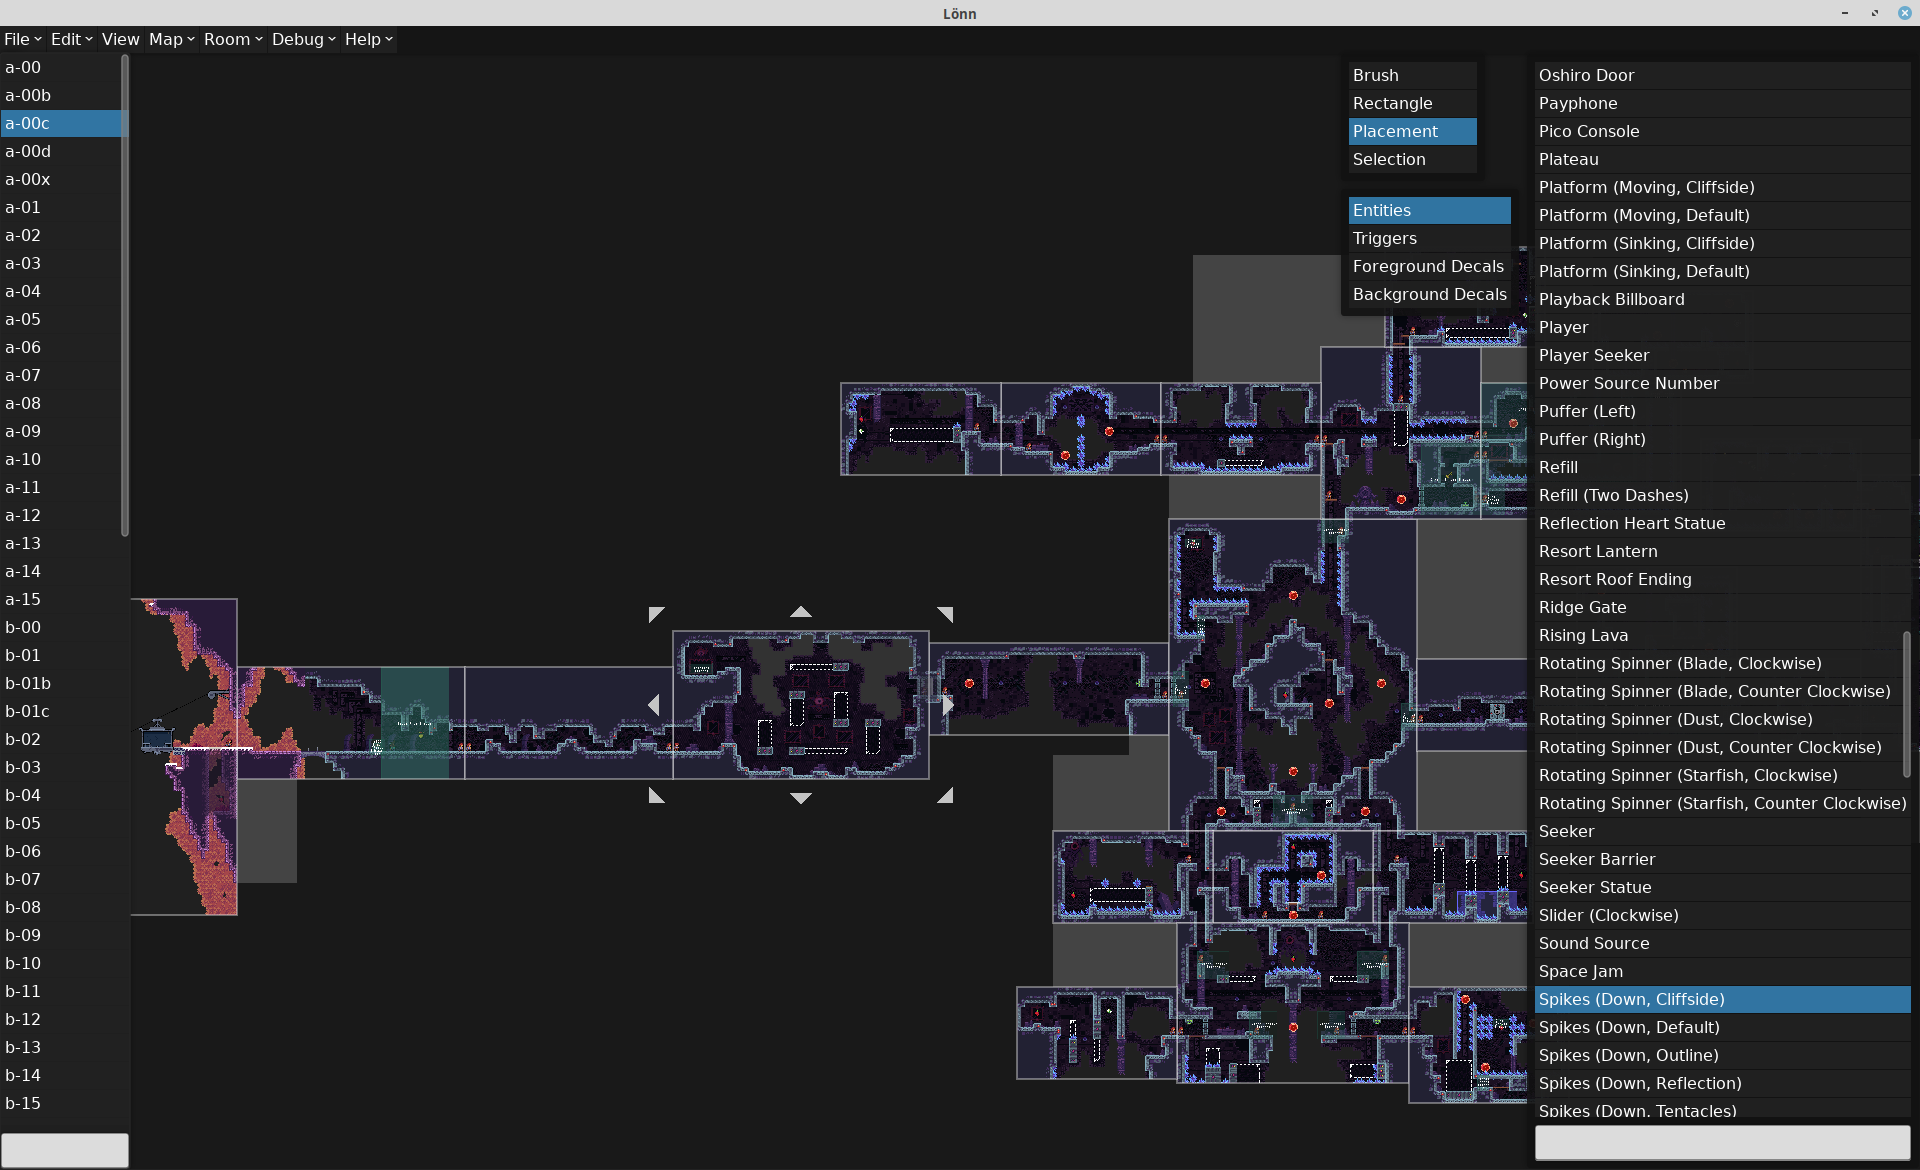 Lönn
File
Edit
View
Map
Room
Debug
Help
a-00
a-00b
a-00c
a-00d
a-00x
a-01
a-02
a-03
a-04
a-05
a-06
a-07
a-08
a-09
a-10
a-11
a-12
a-13
a-14
a-15
b-00
b-01
b-01b
b-01c
b-02
b-03
b-04
b-05
b-06
b-07
b-08
b-09
b-10
b-11
b-12
b-13
b-14
b-15
Brush
Rectangle
Placement
Selection
Entities
Triggers
Foreground Decals
Background Decals
Oshiro Door
Payphone
Pico Console
Plateau
Platform (Moving, Cliffside)
Platform (Moving, Default)
Platform (Sinking, Cliffside)
Platform (Sinking, Default)
Playback Billboard
Player
Player Seeker
Power Source Number
Puffer (Left)
Puffer (Right)
Refill
Refill (Two Dashes)
Reflection Heart Statue
Resort Lantern
Resort Roof Ending
Ridge Gate
Rising Lava
Rotating Spinner (Blade, Clockwise)
Rotating Spinner (Blade, Counter Clockwise)
Rotating Spinner (Dust, Clockwise)
Rotating Spinner (Dust, Counter Clockwise)
Rotating Spinner (Starfish, Clockwise)
Rotating Spinner (Starfish, Counter Clockwise)
Seeker
Seeker Barrier
Seeker Statue
Slider (Clockwise)
Sound Source
Space Jam
Spikes (Down, Cliffside)
Spikes (Down, Default)
Spikes (Down, Outline)
Spikes (Down, Reflection)
Spikes (Down, Tentacles)